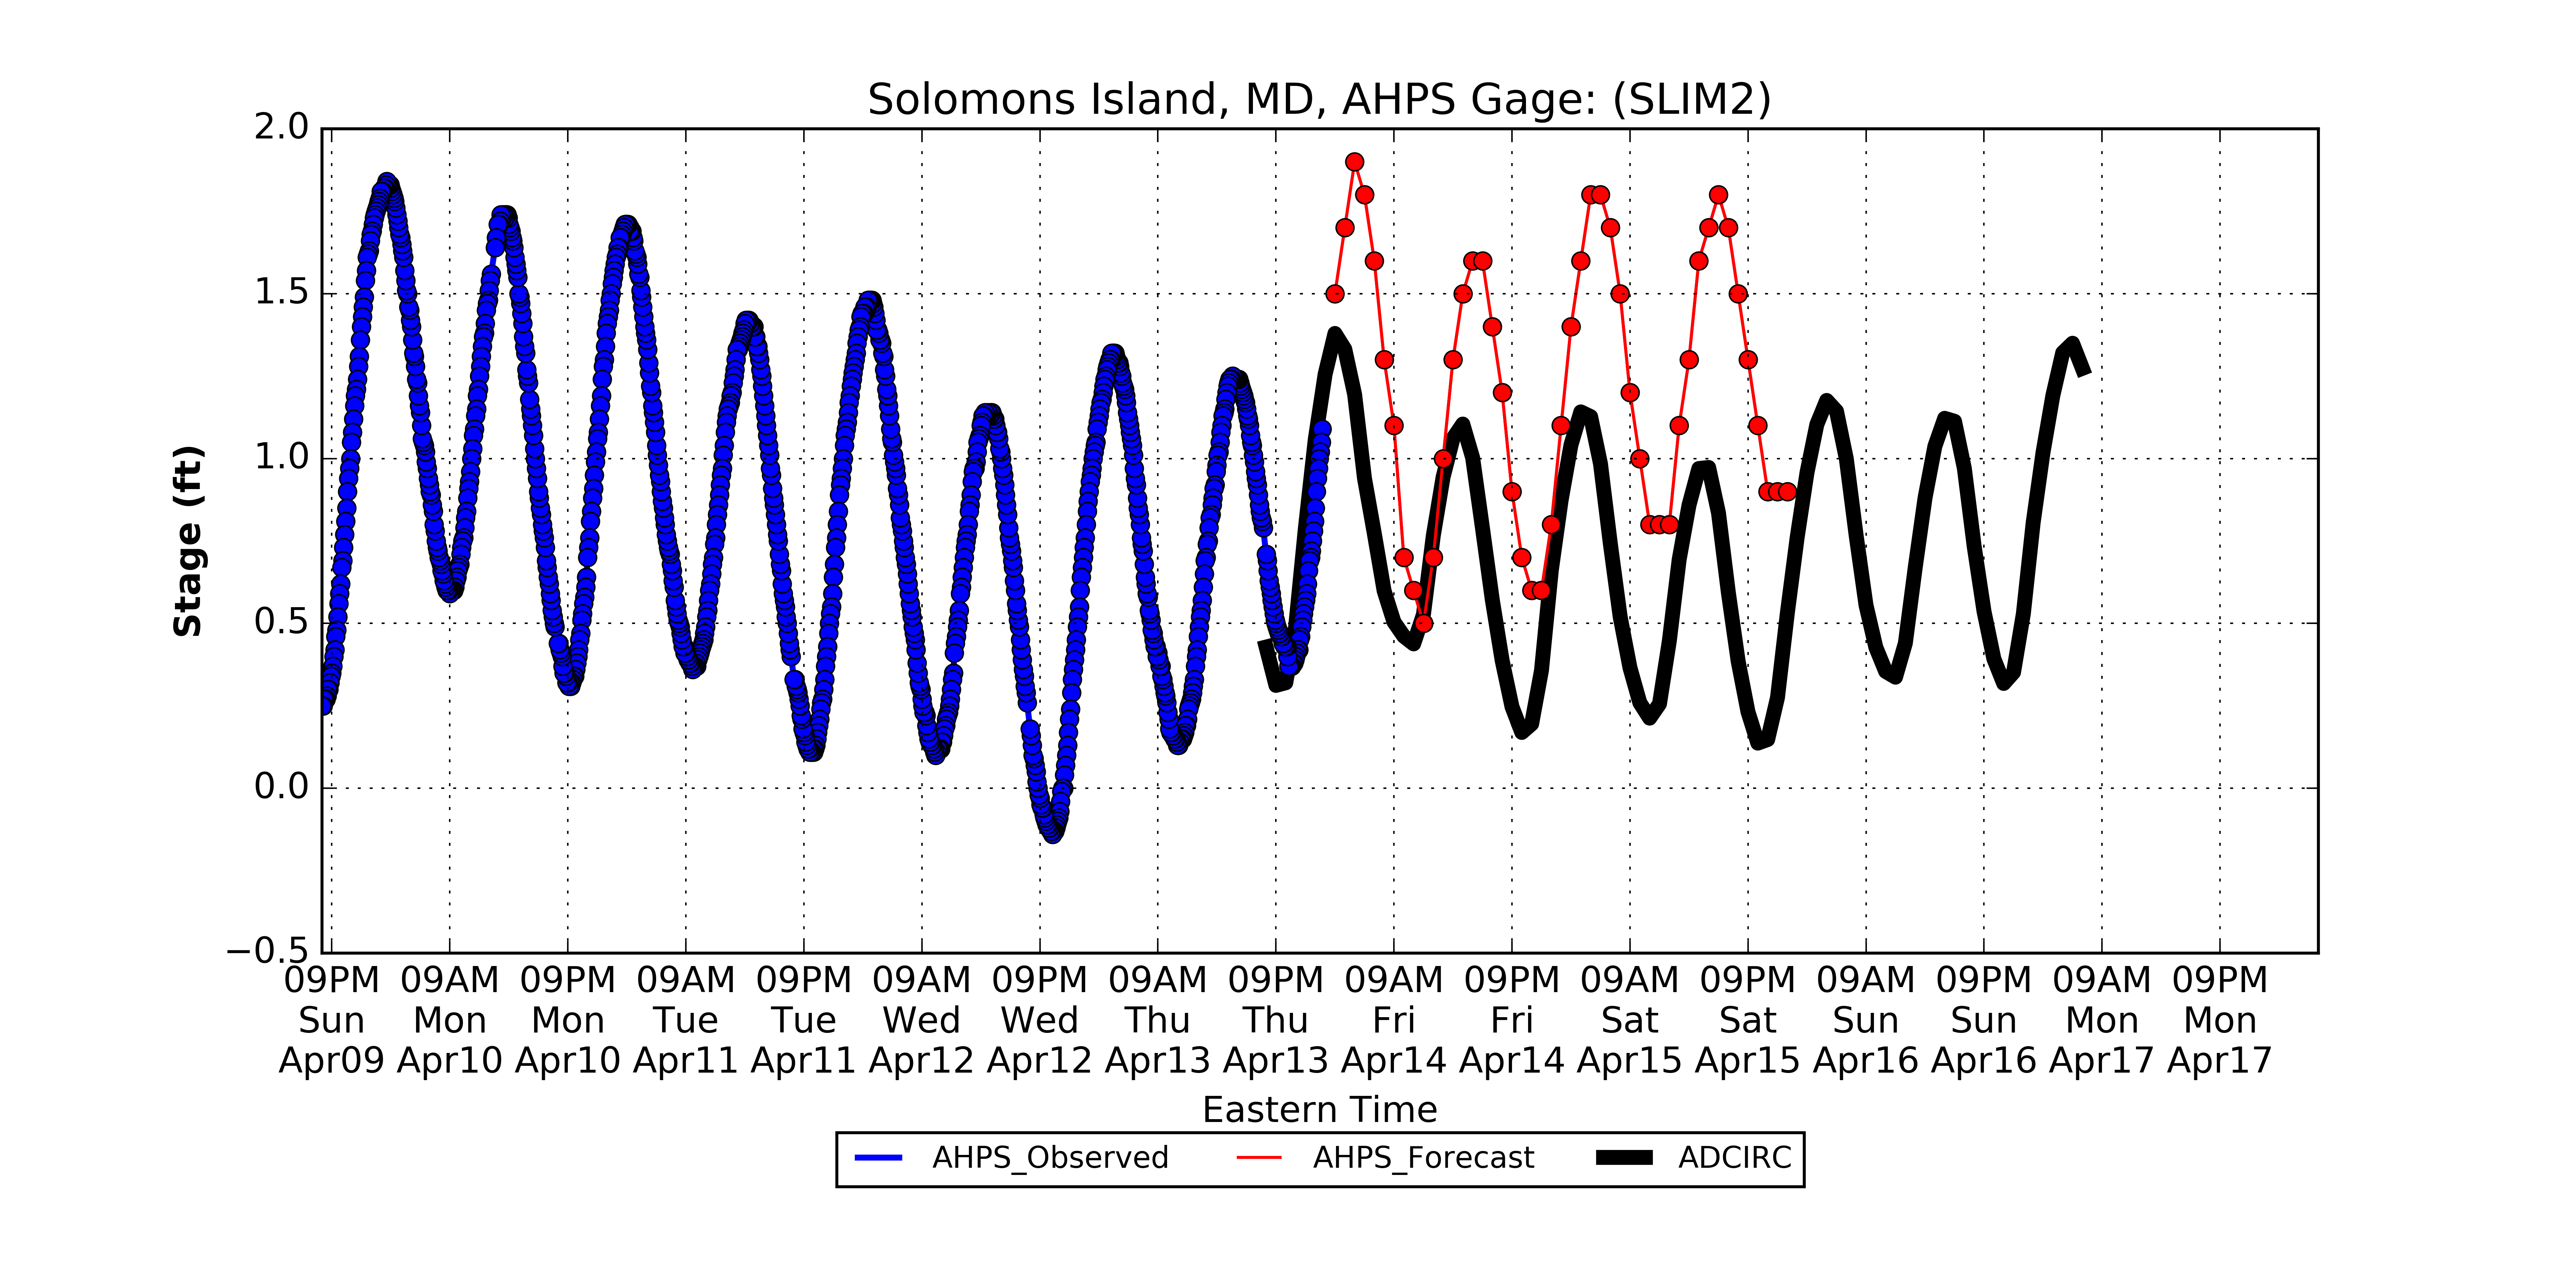 Solomons Island, MD, AHPS Gage: (SLIM2)
2.0
1.5
1.0
0.5
0.0
−0.5
Stage (ft)
09PM 09AM 09PM 09AM 09PM 09AM 09PM 09AM 09PM 09AM 09PM 09AM 09PM 09AM 09PM 09AM 09PM
Sun Mon Mon Tue Tue Wed Wed Thu Thu Fri Fri Sat Sat Sun Sun Mon Mon
Apr09 Apr10 Apr10 Apr11 Apr11 Apr12 Apr12 Apr13 Apr13 Apr14 Apr14 Apr15 Apr15 Apr16 Apr16 Apr17 Apr17
Eastern Time
AHPS_Observed AHPS_Forecast ADCIRC